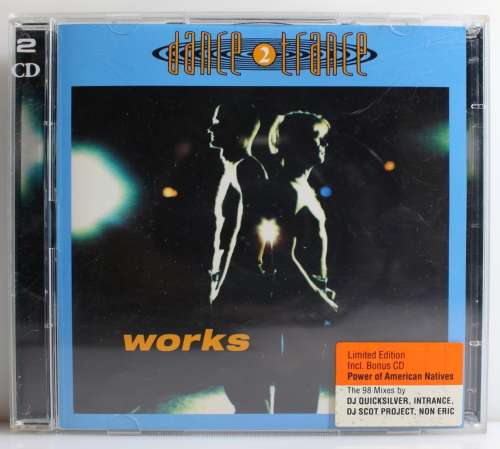 2
CD
dance 2 trance
works
Limited Edition
Incl. Bonus CD
Power of American Natives
The 98 Mixes by
DJ QUICKSILVER, INTRANCE,
DJ SCOT PROJECT, NON ERIC